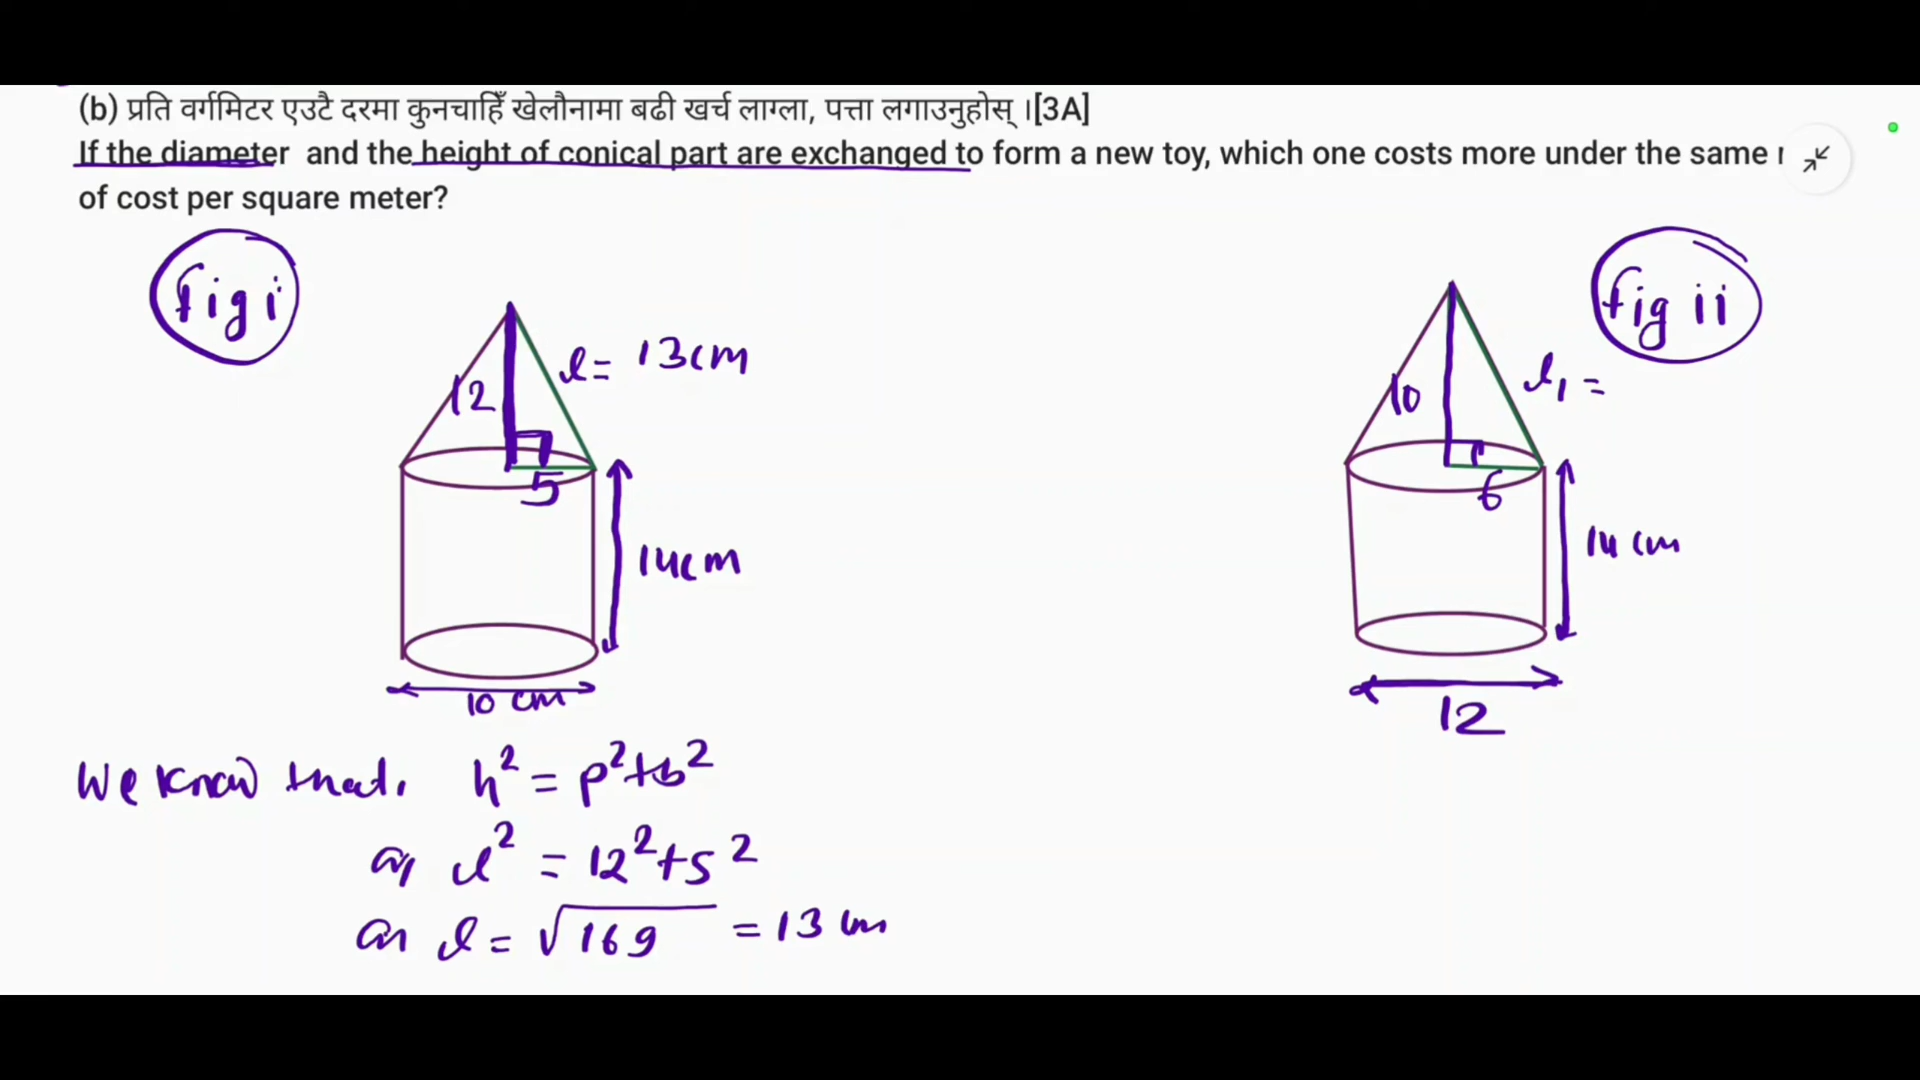 (b) प्रति वर्गमिटर एउटै दरमा कुनचाहिँ खेलौनामा बढी खर्च लाग्ला, पत्ता लगाउनुहोस् ।[3A]
If the diameter and the height of conical part are exchanged to form a new toy, which one costs more under the same
of cost per square meter?
fig i
fig ii
l = 13cm
12
5
14cm
10 cm
l₁ =
10
6
14 cm
12
We know that, h² = p²+b²
or l² = 12²+5²
or l = √169 = 13 cm